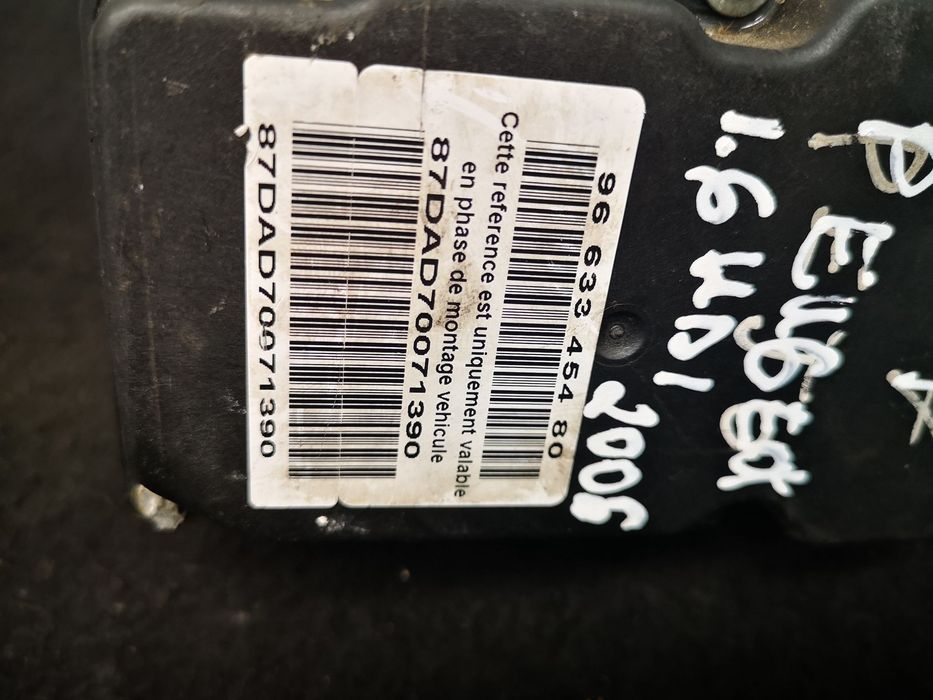 PEUGEOT
1.6 HDI
2006
96 633 454 80
Cette reference est uniquement valable
en phase de montage vehicule
87DAD70071390
87DAD70071390